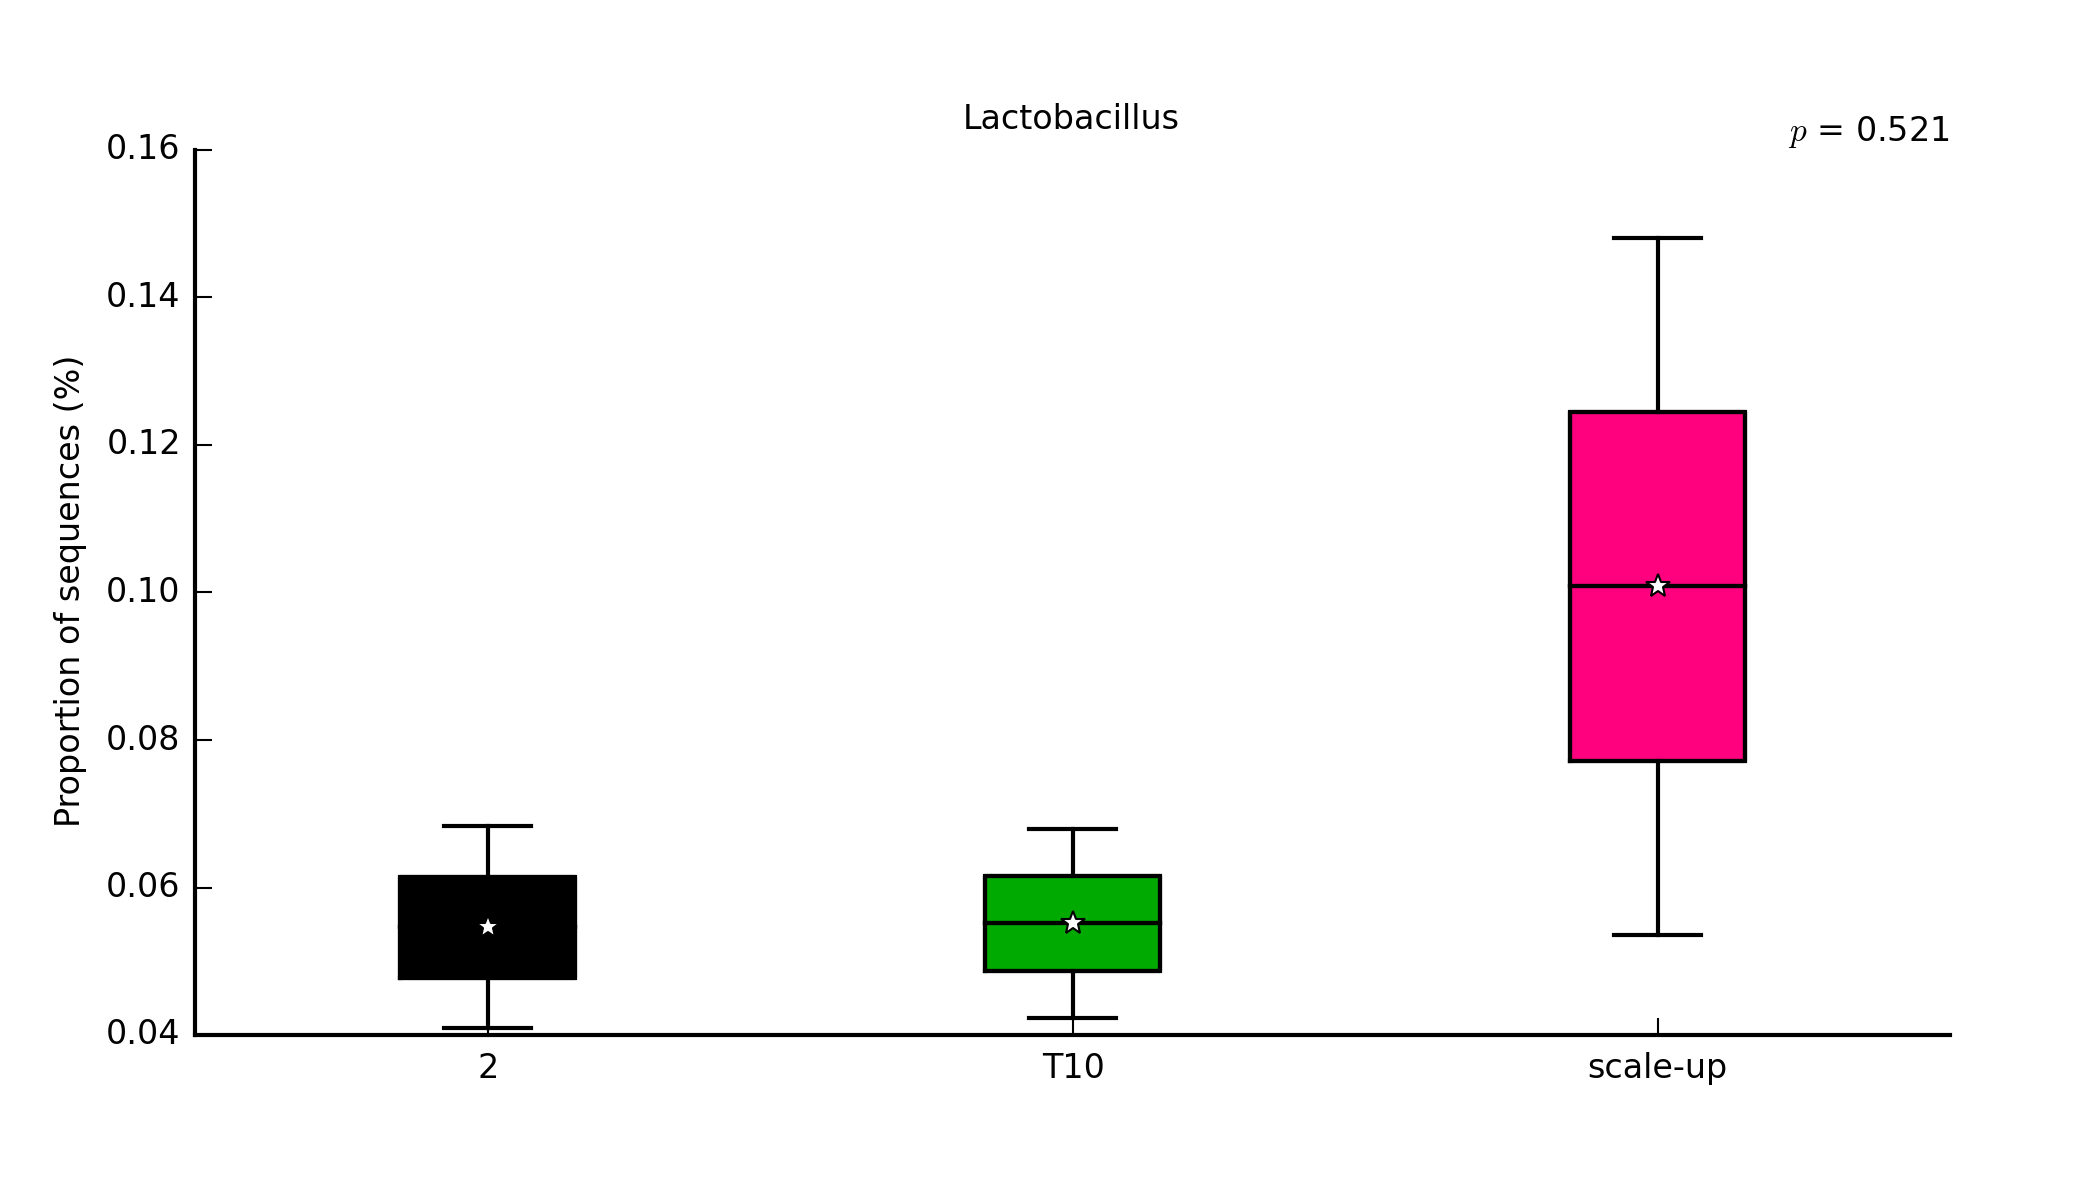 Lactobacillus
p = 0.521
Proportion of sequences (%)
0.16
0.14
0.12
0.10
0.08
0.06
0.04
2
T10
scale-up